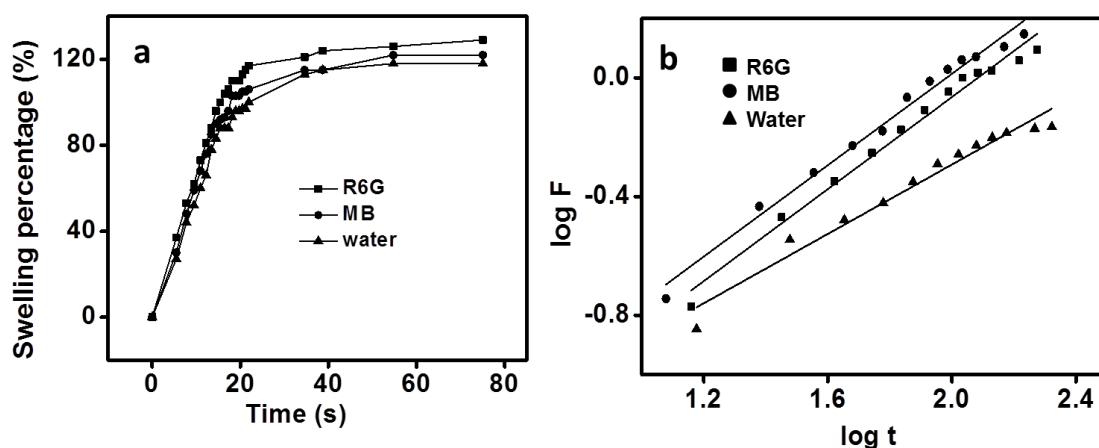 a
Swelling percentage (%)
120
80
40
0
R6G
MB
water
0 20 40 60 80
Time (s)
b
log F
0.0
-0.4
-0.8
R6G
MB
Water
1.2 1.6 2.0 2.4
log t